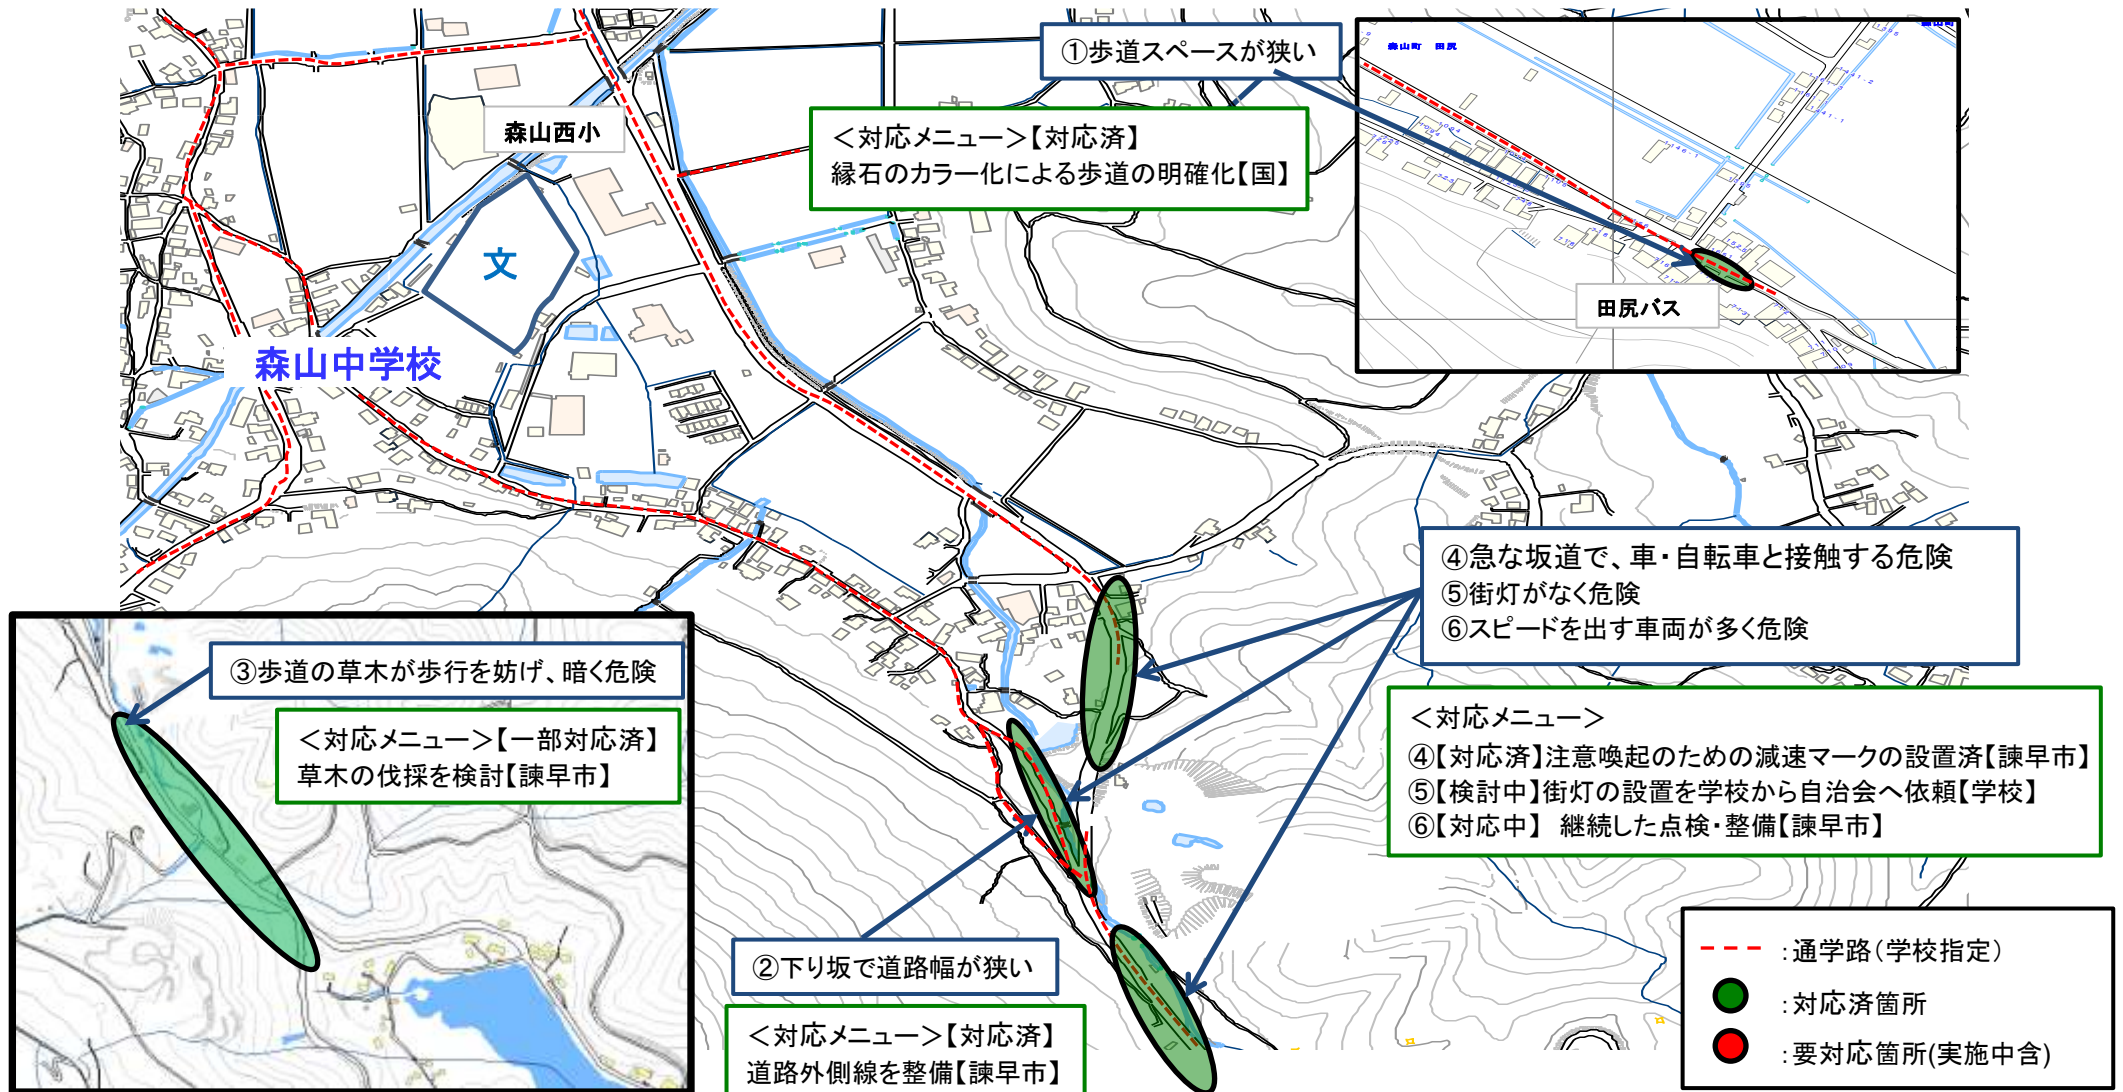 ①歩道スペースが狭い
＜対応メニュー＞【対応済】
縁石のカラー化による歩道の明確化【国】
森山町 田尻
田尻バス
森山西小
文
森山中学校
④急な坂道で、車・自転車と接触する危険
⑤街灯がなく危険
⑥スピードを出す車両が多く危険
＜対応メニュー＞
④【対応済】注意喚起のための減速マークの設置済【諫早市】
⑤【検討中】街灯の設置を学校から自治会へ依頼【学校】
⑥【対応中】 継続した点検・整備【諫早市】
③歩道の草木が歩行を妨げ、暗く危険
＜対応メニュー＞【一部対応済】
草木の伐採を検討【諫早市】
②下り坂で道路幅が狭い
＜対応メニュー＞【対応済】
道路外側線を整備【諫早市】
：通学路（学校指定）
：対応済箇所
：要対応箇所(実施中含)